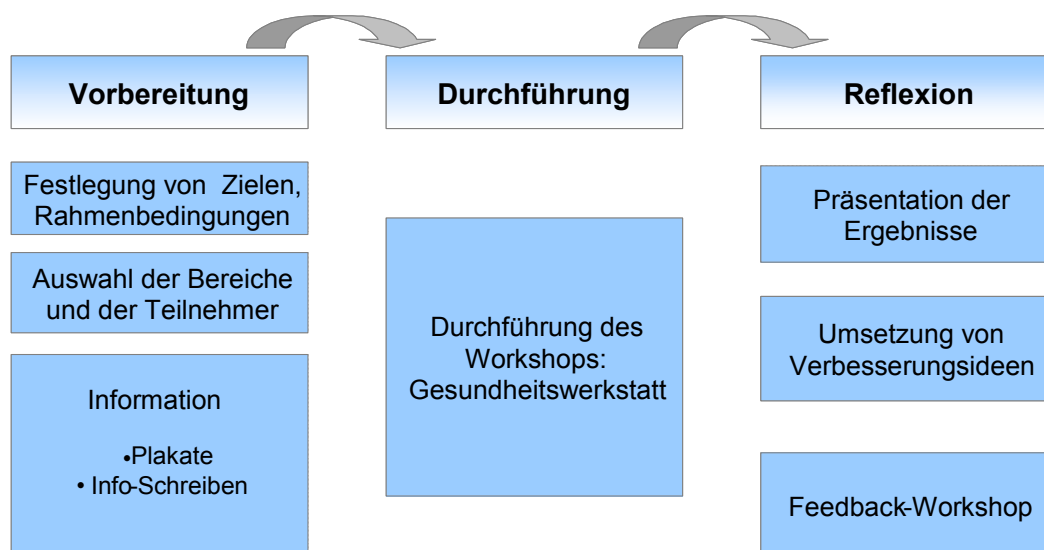 Vorbereitung
Festlegung von Zielen,
Rahmenbedingungen
Auswahl der Bereiche
und der Teilnehmer
Information
•Plakate
• Info-Schreiben
Durchführung
Durchführung des
Workshops:
Gesundheitswerkstatt
Reflexion
Präsentation der
Ergebnisse
Umsetzung von
Verbesserungsideen
Feedback-Workshop